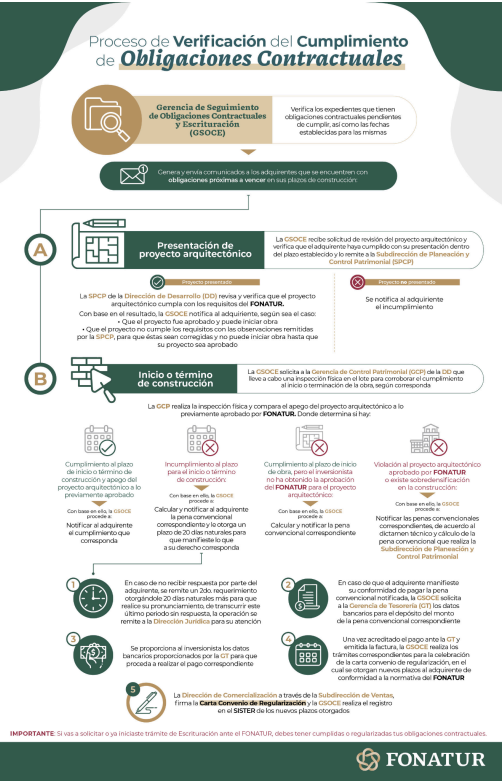 Proceso de Verificación del Cumplimiento
de Obligaciones Contractuales
Gerencia de Seguimiento
de Obligaciones Contractuales
y Escrituración
(GSOCE)
Verifica los expedientes que tienen
obligaciones contractuales pendientes
de cumplir, así como las fechas
establecidas para las mismas
1
Genera y envía comunicados a los adquirentes que se encuentren con
obligaciones próximas a vencer en sus plazos de construcción:
A
Presentación de
proyecto arquitectónico
La GSOCE recibe solicitud de revisión del proyecto arquitectónico y
verifica que el adquirente haya cumplido con su presentación dentro
del plazo establecido y lo remite a la Subdirección de Planeación y
Control Patrimonial (SPCP)
Proyecto presentado
La SPCP de la Dirección de Desarrollo (DD) revisa y verifica que el proyecto
arquitectónico cumpla con los requisitos del FONATUR.
Con base en el resultado, la GSOCE notifica al adquirente, según sea el caso:
• Que el proyecto fue aprobado y puede iniciar obra
• Que el proyecto no cumple los requisitos con las observaciones remitidas
por la SPCP, para que éstas sean corregidas y no puede iniciar obra hasta que
su proyecto sea aprobado
Proyecto no presentado
Se notifica al adquiriente
el incumplimiento
B
Inicio o término
de construcción
La GSOCE solicita a la Gerencia de Control Patrimonial (GCP) de la DD que
lleve a cabo una inspección física en el lote para corroborar el cumplimiento
al inicio o terminación de la obra, según corresponda
La GCP realiza la inspección física y compara el apego del proyecto arquitectónico a lo
previamente aprobado por FONATUR. Donde determina si hay:
Cumplimiento al plazo
de inicio o término de
construcción y apego del
proyecto arquitectónico a lo
previamente aprobado
Con base en ello, la GSOCE
procede a:
Notificar al adquirente
el cumplimiento que
corresponda
Incumplimiento al plazo
para el inicio o término
de construcción:
Con base en ello, la GSOCE
procede a:
Calcular y notificar al adquirente
la pena convencional
correspondiente y le otorga un
plazo de 20 días naturales para
que manifieste lo que
a su derecho corresponda
Cumplimiento al plazo de inicio
de obra, pero el inversionista
no ha obtenido la aprobación
del FONATUR para el proyecto
arquitectónico:
Con base en ello, la GSOCE
procede a:
Calcular y notificar la pena
convencional correspondiente
Violación al proyecto arquitectónico
aprobado por FONATUR
o existe sobredensificación
en la construcción:
Con base en ello, la GSOCE
procede a:
Notificar las penas convencionales
correspondientes, de acuerdo al
dictamen técnico y cálculo de la
pena convencional que realiza la
Subdirección de Planeación y
Control Patrimonial
1
En caso de no recibir respuesta por parte del
adquirente, se remite un 2do. requerimiento
otorgándole 20 días naturales más para que
realice su pronunciamiento, de transcurrir este
último periodo sin respuesta, la operación se
remite a la Dirección Jurídica para su atención
2
En caso de que el adquirente manifieste
su conformidad de pagar la pena
convencional notificada, la GSOCE solicita
a la Gerencia de Tesorería (GT) los datos
bancarios para el depósito del monto
de la pena convencional correspondiente
3
Se proporciona al inversionista los datos
bancarios proporcionados por la GT para que
proceda a realizar el pago correspondiente
4
Una vez acreditado el pago ante la GT y
emitida la factura, la GSOCE realiza los
trámites correspondientes para la celebración
de la carta convenio de regularización, en el
cual se otorgan nuevos plazos al adquirente de
conformidad a la normativa del FONATUR
5
La Dirección de Comercialización a través de la Subdirección de Ventas,
firma la Carta Convenio de Regularización y la GSOCE realiza el registro
en el SISTER de los nuevos plazos otorgados
IMPORTANTE: Si vas a solicitar o ya iniciaste trámite de Escrituración ante el FONATUR, debes tener cumplidas o regularizadas tus obligaciones contractuales.
FONATUR